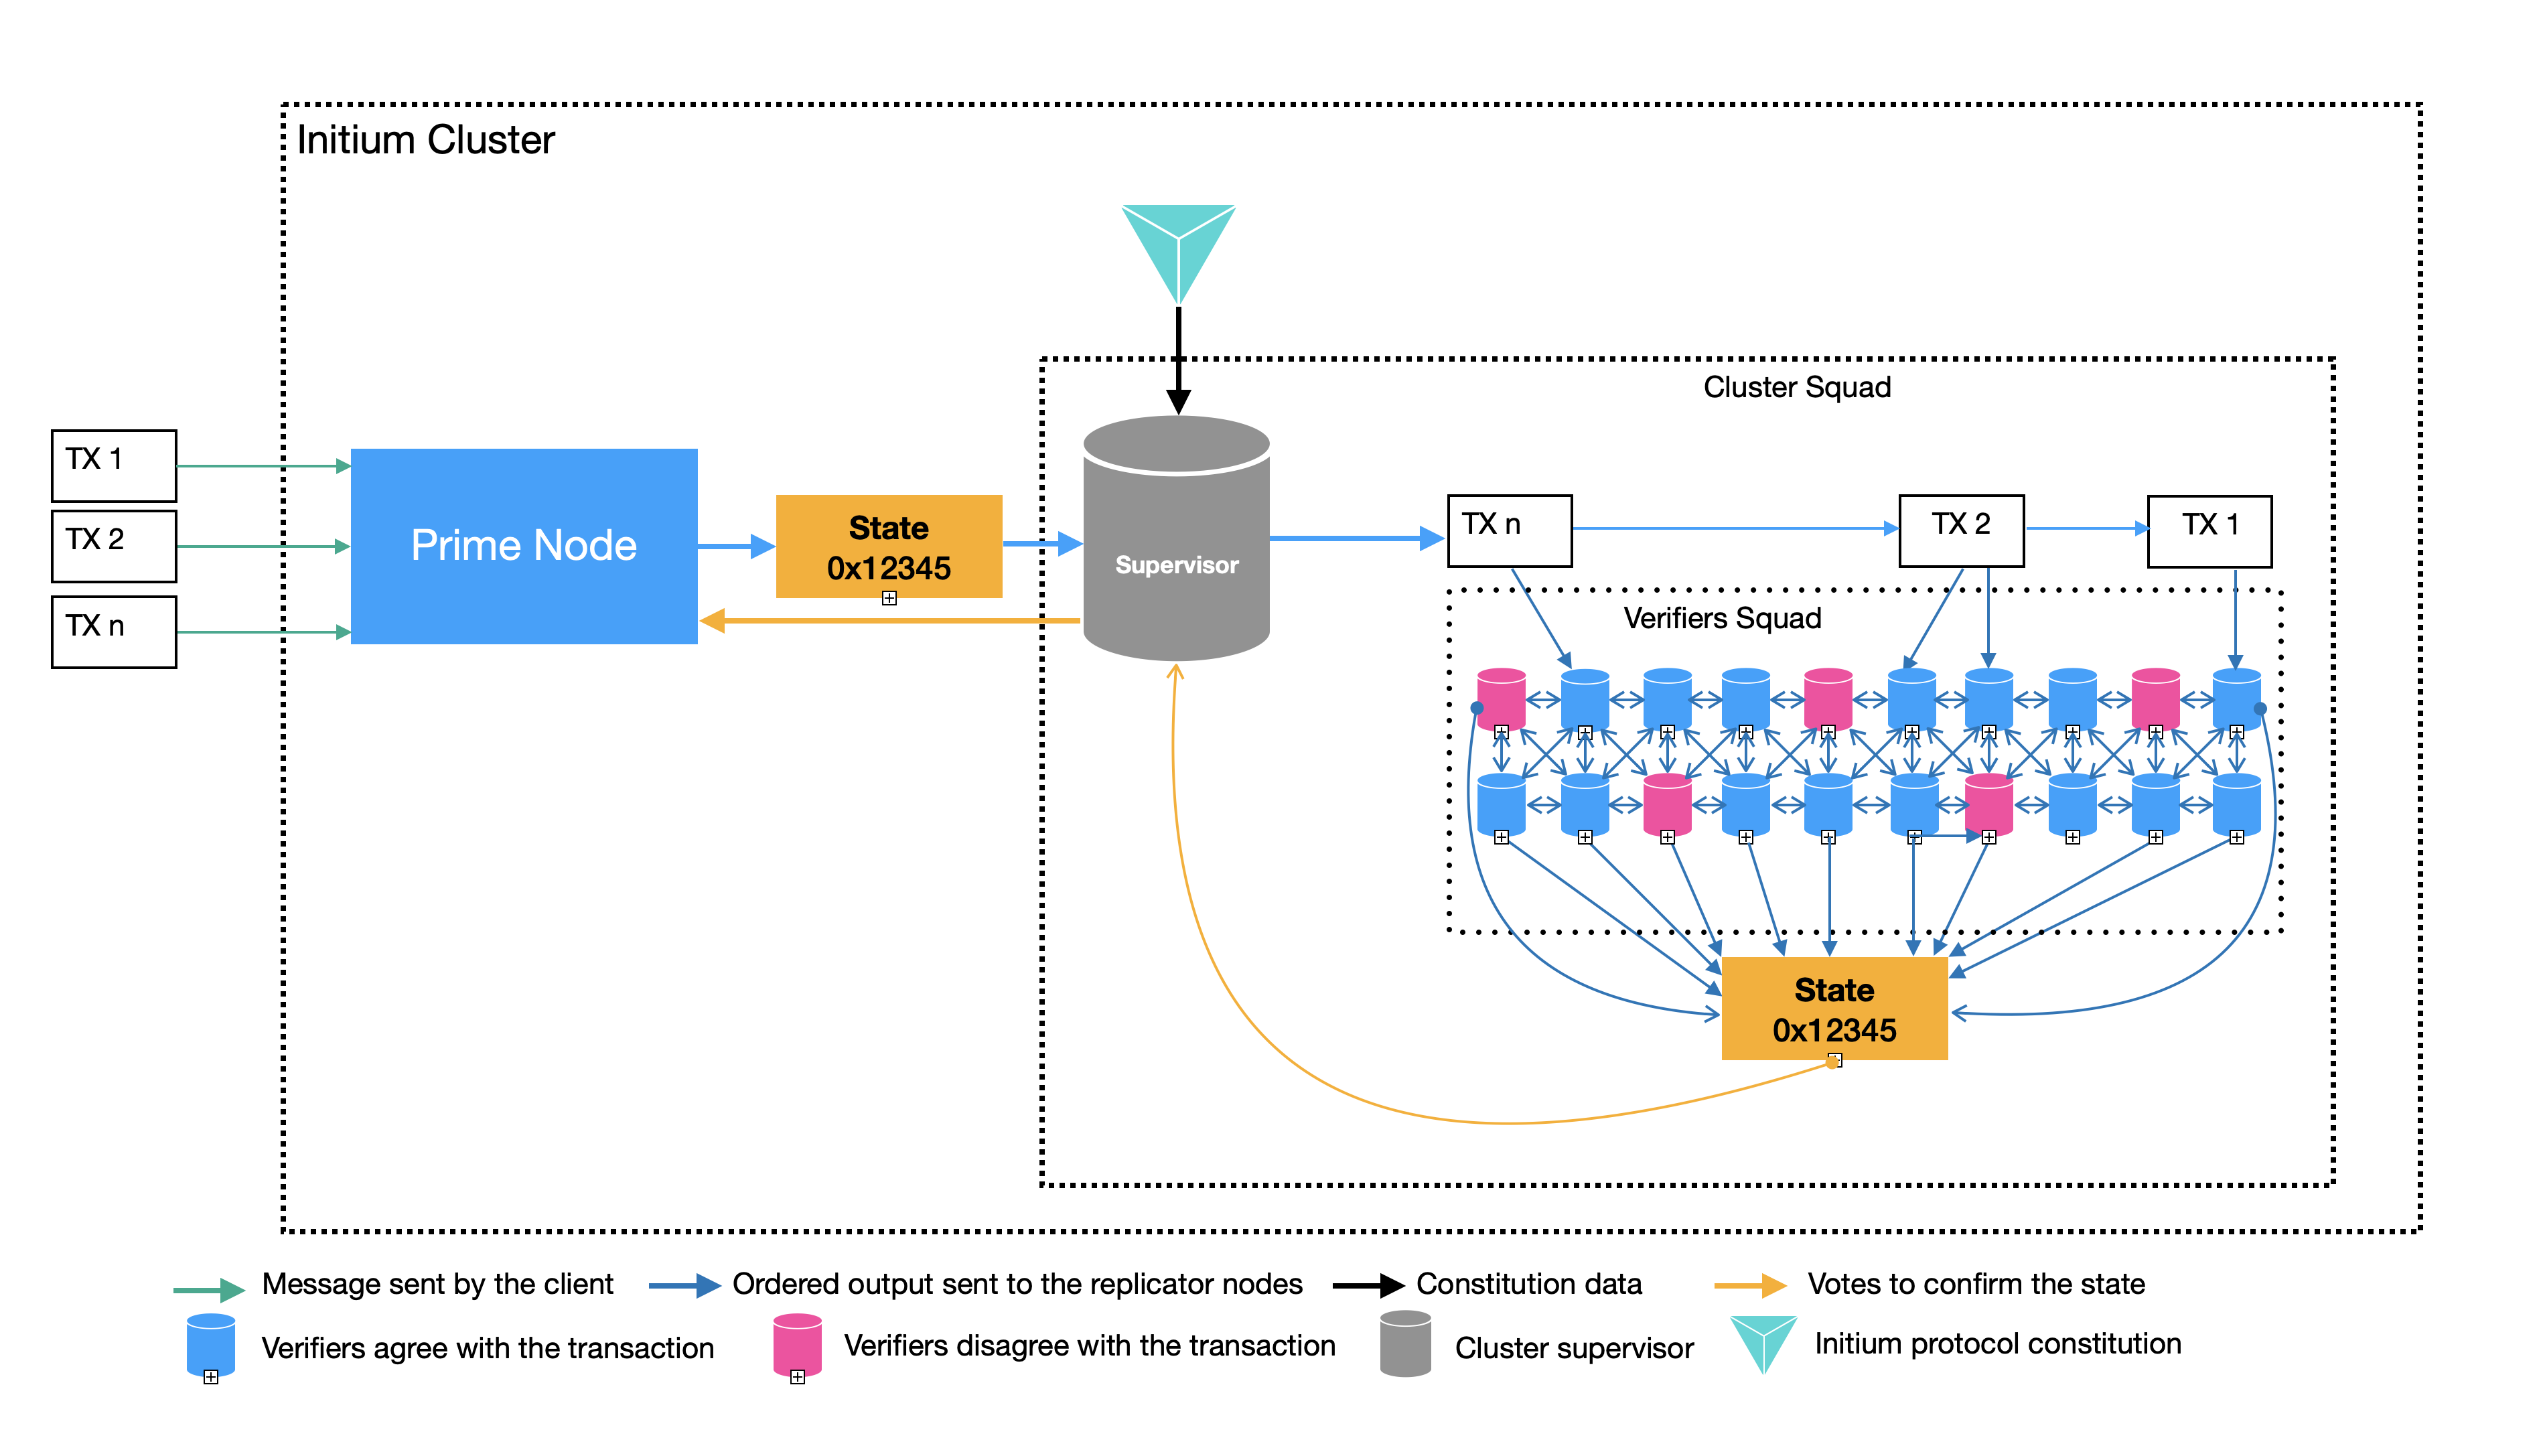 Initium Cluster
Cluster Squad
TX 1
TX 2
TX n
Prime Node
State
0x12345
Supervisor
TX n
TX 2
TX 1
Verifiers Squad
State
0x12345
Message sent by the client
Ordered output sent to the replicator nodes
Constitution data
Votes to confirm the state
Verifiers agree with the transaction
Verifiers disagree with the transaction
Cluster supervisor
Initium protocol constitution